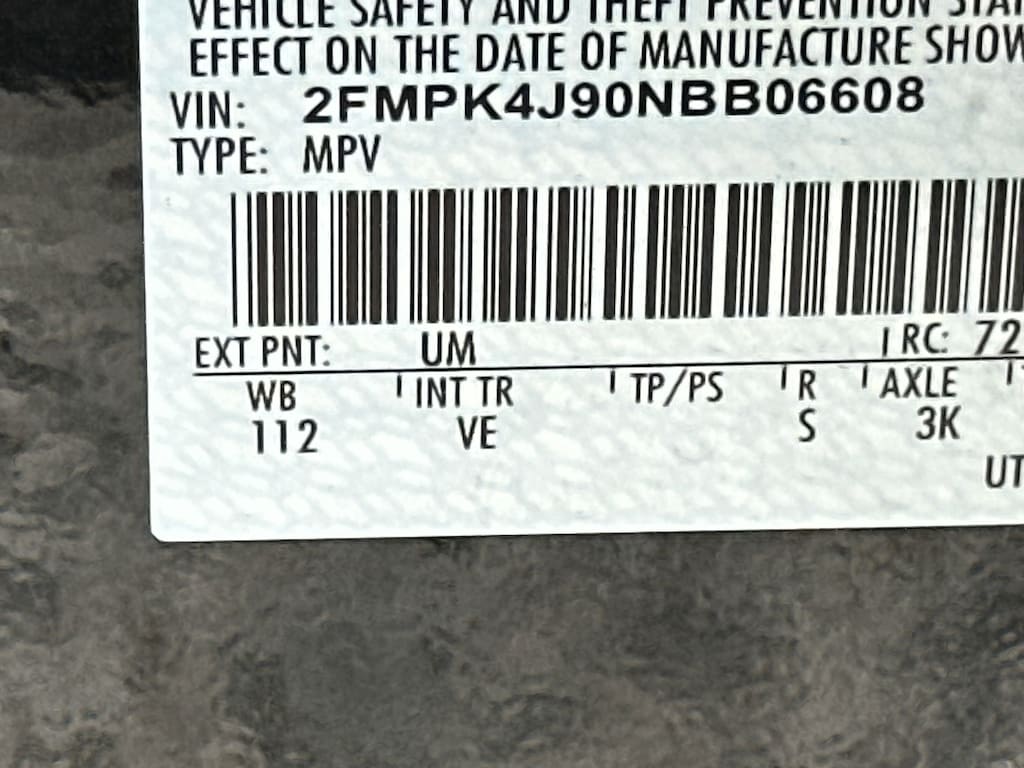 VEHICLE SAFETY AND THEFT PREVENTION STAN
EFFECT ON THE DATE OF MANUFACTURE SHOW
VIN: 2FMPK4J90NBB06608
TYPE: MPV
EXT PNT: UM RC: 72
WB INT TR TP/PS R AXLE
112 VE S 3K
UT